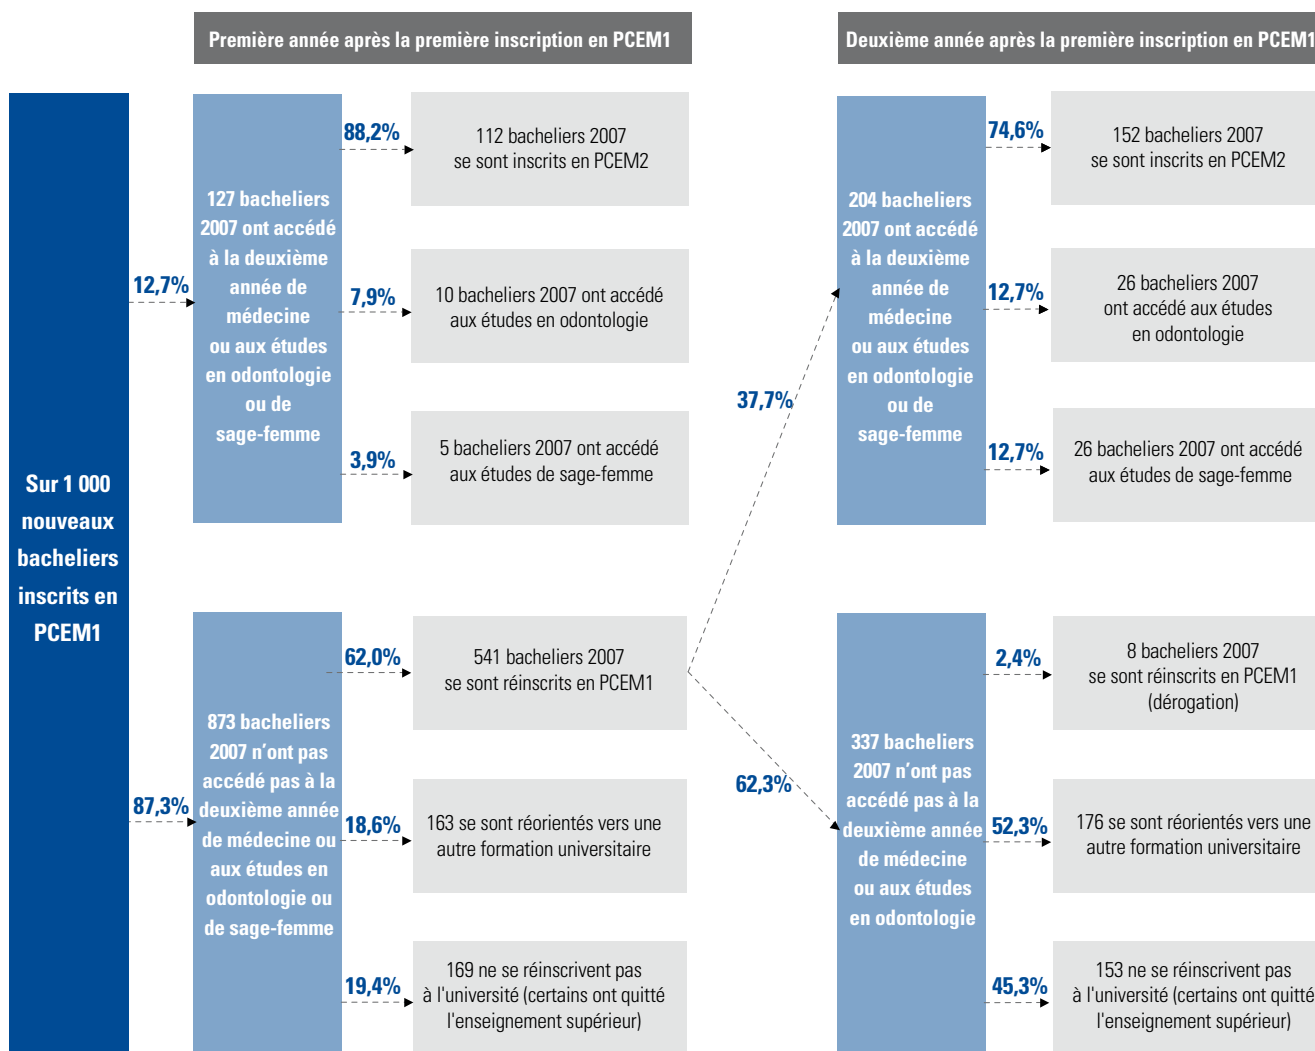 Première année après la première inscription en PCEM1
Deuxième année après la première inscription en PCEM1
Sur 1 000
nouveaux
bacheliers
inscrits en
PCEM1
12,7%
127 bacheliers
2007 ont accédé
à la deuxième
année de
médecine
ou aux études
en odontologie
ou de
sage-femme
88,2%
112 bacheliers 2007
se sont inscrits en PCEM2
7,9%
10 bacheliers 2007 ont accédé
aux études en odontologie
3,9%
5 bacheliers 2007 ont accédé
aux études de sage-femme
87,3%
873 bacheliers
2007 n'ont pas
accédé pas à la
deuxième année
de médecine ou
aux études en
odontologie ou
de sage-femme
62,0%
541 bacheliers 2007
se sont réinscrits en PCEM1
18,6%
163 se sont réorientés vers une
autre formation universitaire
19,4%
169 ne se réinscrivent pas
à l'université (certains ont quitté
l'enseignement supérieur)
37,7%
204 bacheliers
2007 ont accédé
à la deuxième
année de
médecine
ou aux études
en odontologie
ou de
sage-femme
74,6%
152 bacheliers 2007
se sont inscrits en PCEM2
12,7%
26 bacheliers 2007
ont accédé aux études
en odontologie
12,7%
26 bacheliers 2007 ont accédé
aux études de sage-femme
62,3%
337 bacheliers
2007 n'ont pas
accédé pas à la
deuxième année
de médecine
ou aux études
en odontologie
2,4%
8 bacheliers 2007
se sont réinscrits en PCEM1
(dérogation)
52,3%
176 se sont réorientés vers une
autre formation universitaire
45,3%
153 ne se réinscrivent pas
à l'université (certains ont quitté
l'enseignement supérieur)